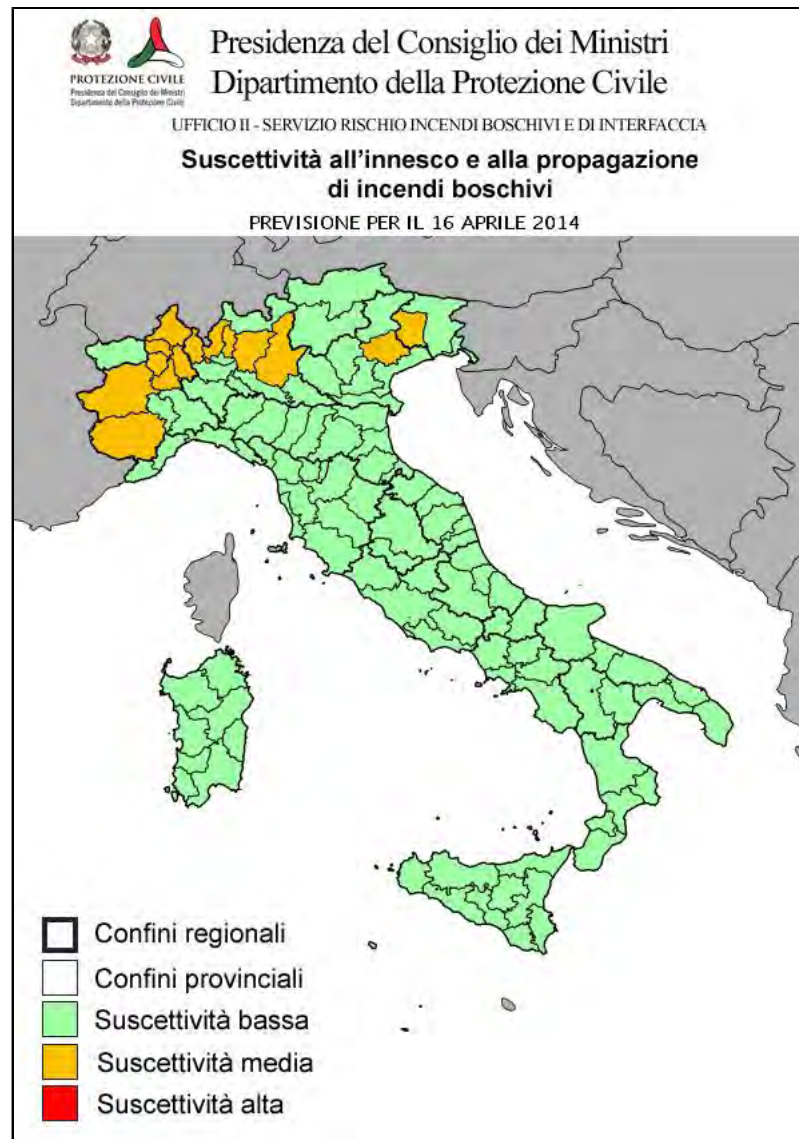 Presidenza del Consiglio dei Ministri
Dipartimento della Protezione Civile
PROTEZIONE CIVILE
Presidenza del Consiglio dei Ministri
Dipartimento della Protezione Civile
UFFICIO II - SERVIZIO RISCHIO INCENDI BOSCHIVI E DI INTERFACCIA
Suscettività all'innesco e alla propagazione
di incendi boschivi
PREVISIONE PER IL 16 APRILE 2014
Confini regionali
Confini provinciali
Suscettività bassa
Suscettività media
Suscettività alta